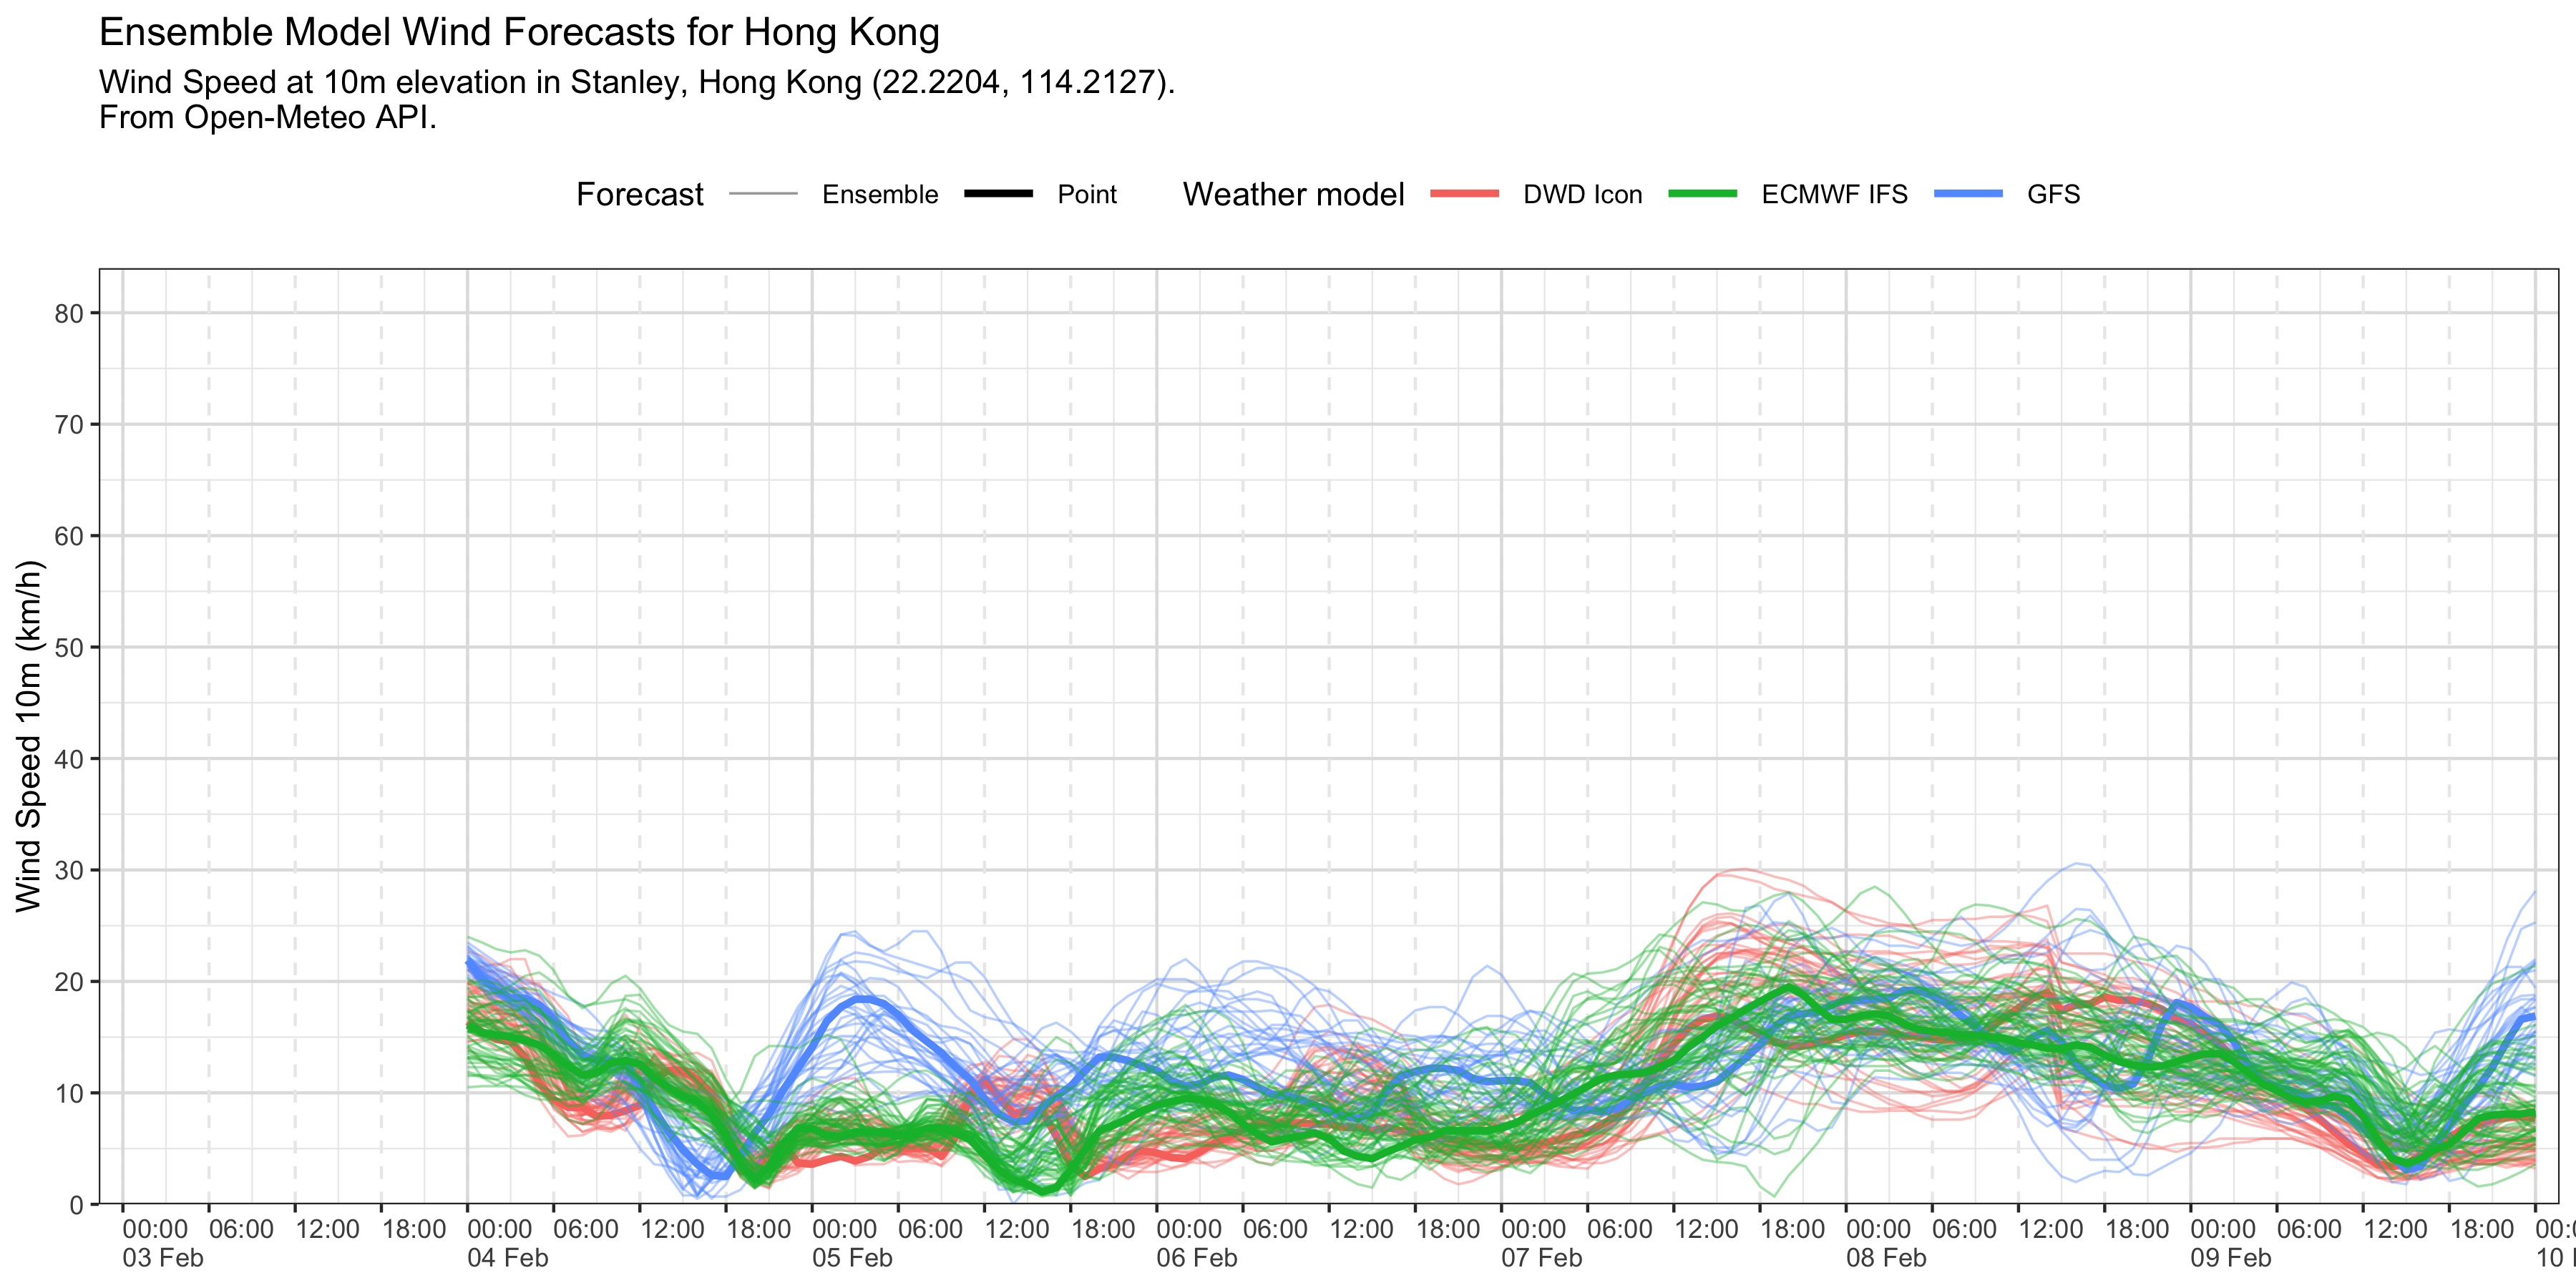 Ensemble Model Wind Forecasts for Hong Kong
Wind Speed at 10m elevation in Stanley, Hong Kong (22.2204, 114.2127).
From Open-Meteo API.
Forecast Ensemble Point Weather model DWD Icon ECMWF IFS GFS
Wind Speed 10m (km/h)
80
70
60
50
40
30
20
10
0
00:00 06:00 12:00 18:00 00:00 06:00 12:00 18:00 00:00 06:00 12:00 18:00 00:00 06:00 12:00 18:00 00:00 06:00 12:00 18:00 00:00 06:00 12:00 18:00 00:00 06:00 12:00 18:00
03 Feb 04 Feb 05 Feb 06 Feb 07 Feb 08 Feb 09 Feb 10